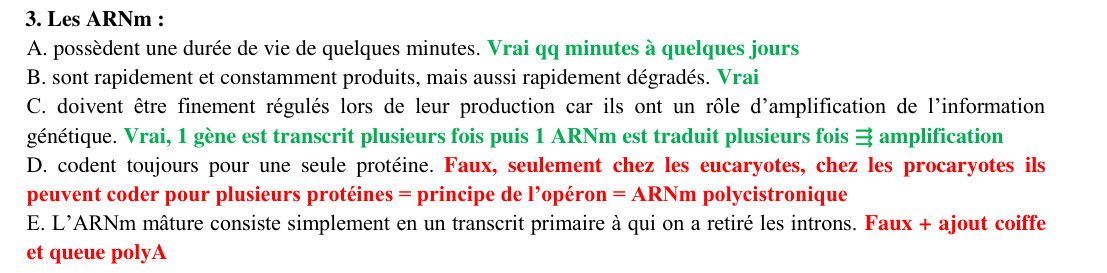 3. Les ARNm :
A. possèdent une durée de vie de quelques minutes. Vrai qq minutes à quelques jours
B. sont rapidement et constamment produits, mais aussi rapidement dégradés. Vrai
C. doivent être finement régulés lors de leur production car ils ont un rôle d’amplification de l’information
génétique. Vrai, 1 gène est transcrit plusieurs fois puis 1 ARNm est traduit plusieurs fois ⇶ amplification
D. codent toujours pour une seule protéine. Faux, seulement chez les eucaryotes, chez les procaryotes ils
peuvent coder pour plusieurs protéines = principe de l’opéron = ARNm polycistronique
E. L’ARNm mâture consiste simplement en un transcrit primaire à qui on a retiré les introns. Faux + ajout coiffe
et queue polyA